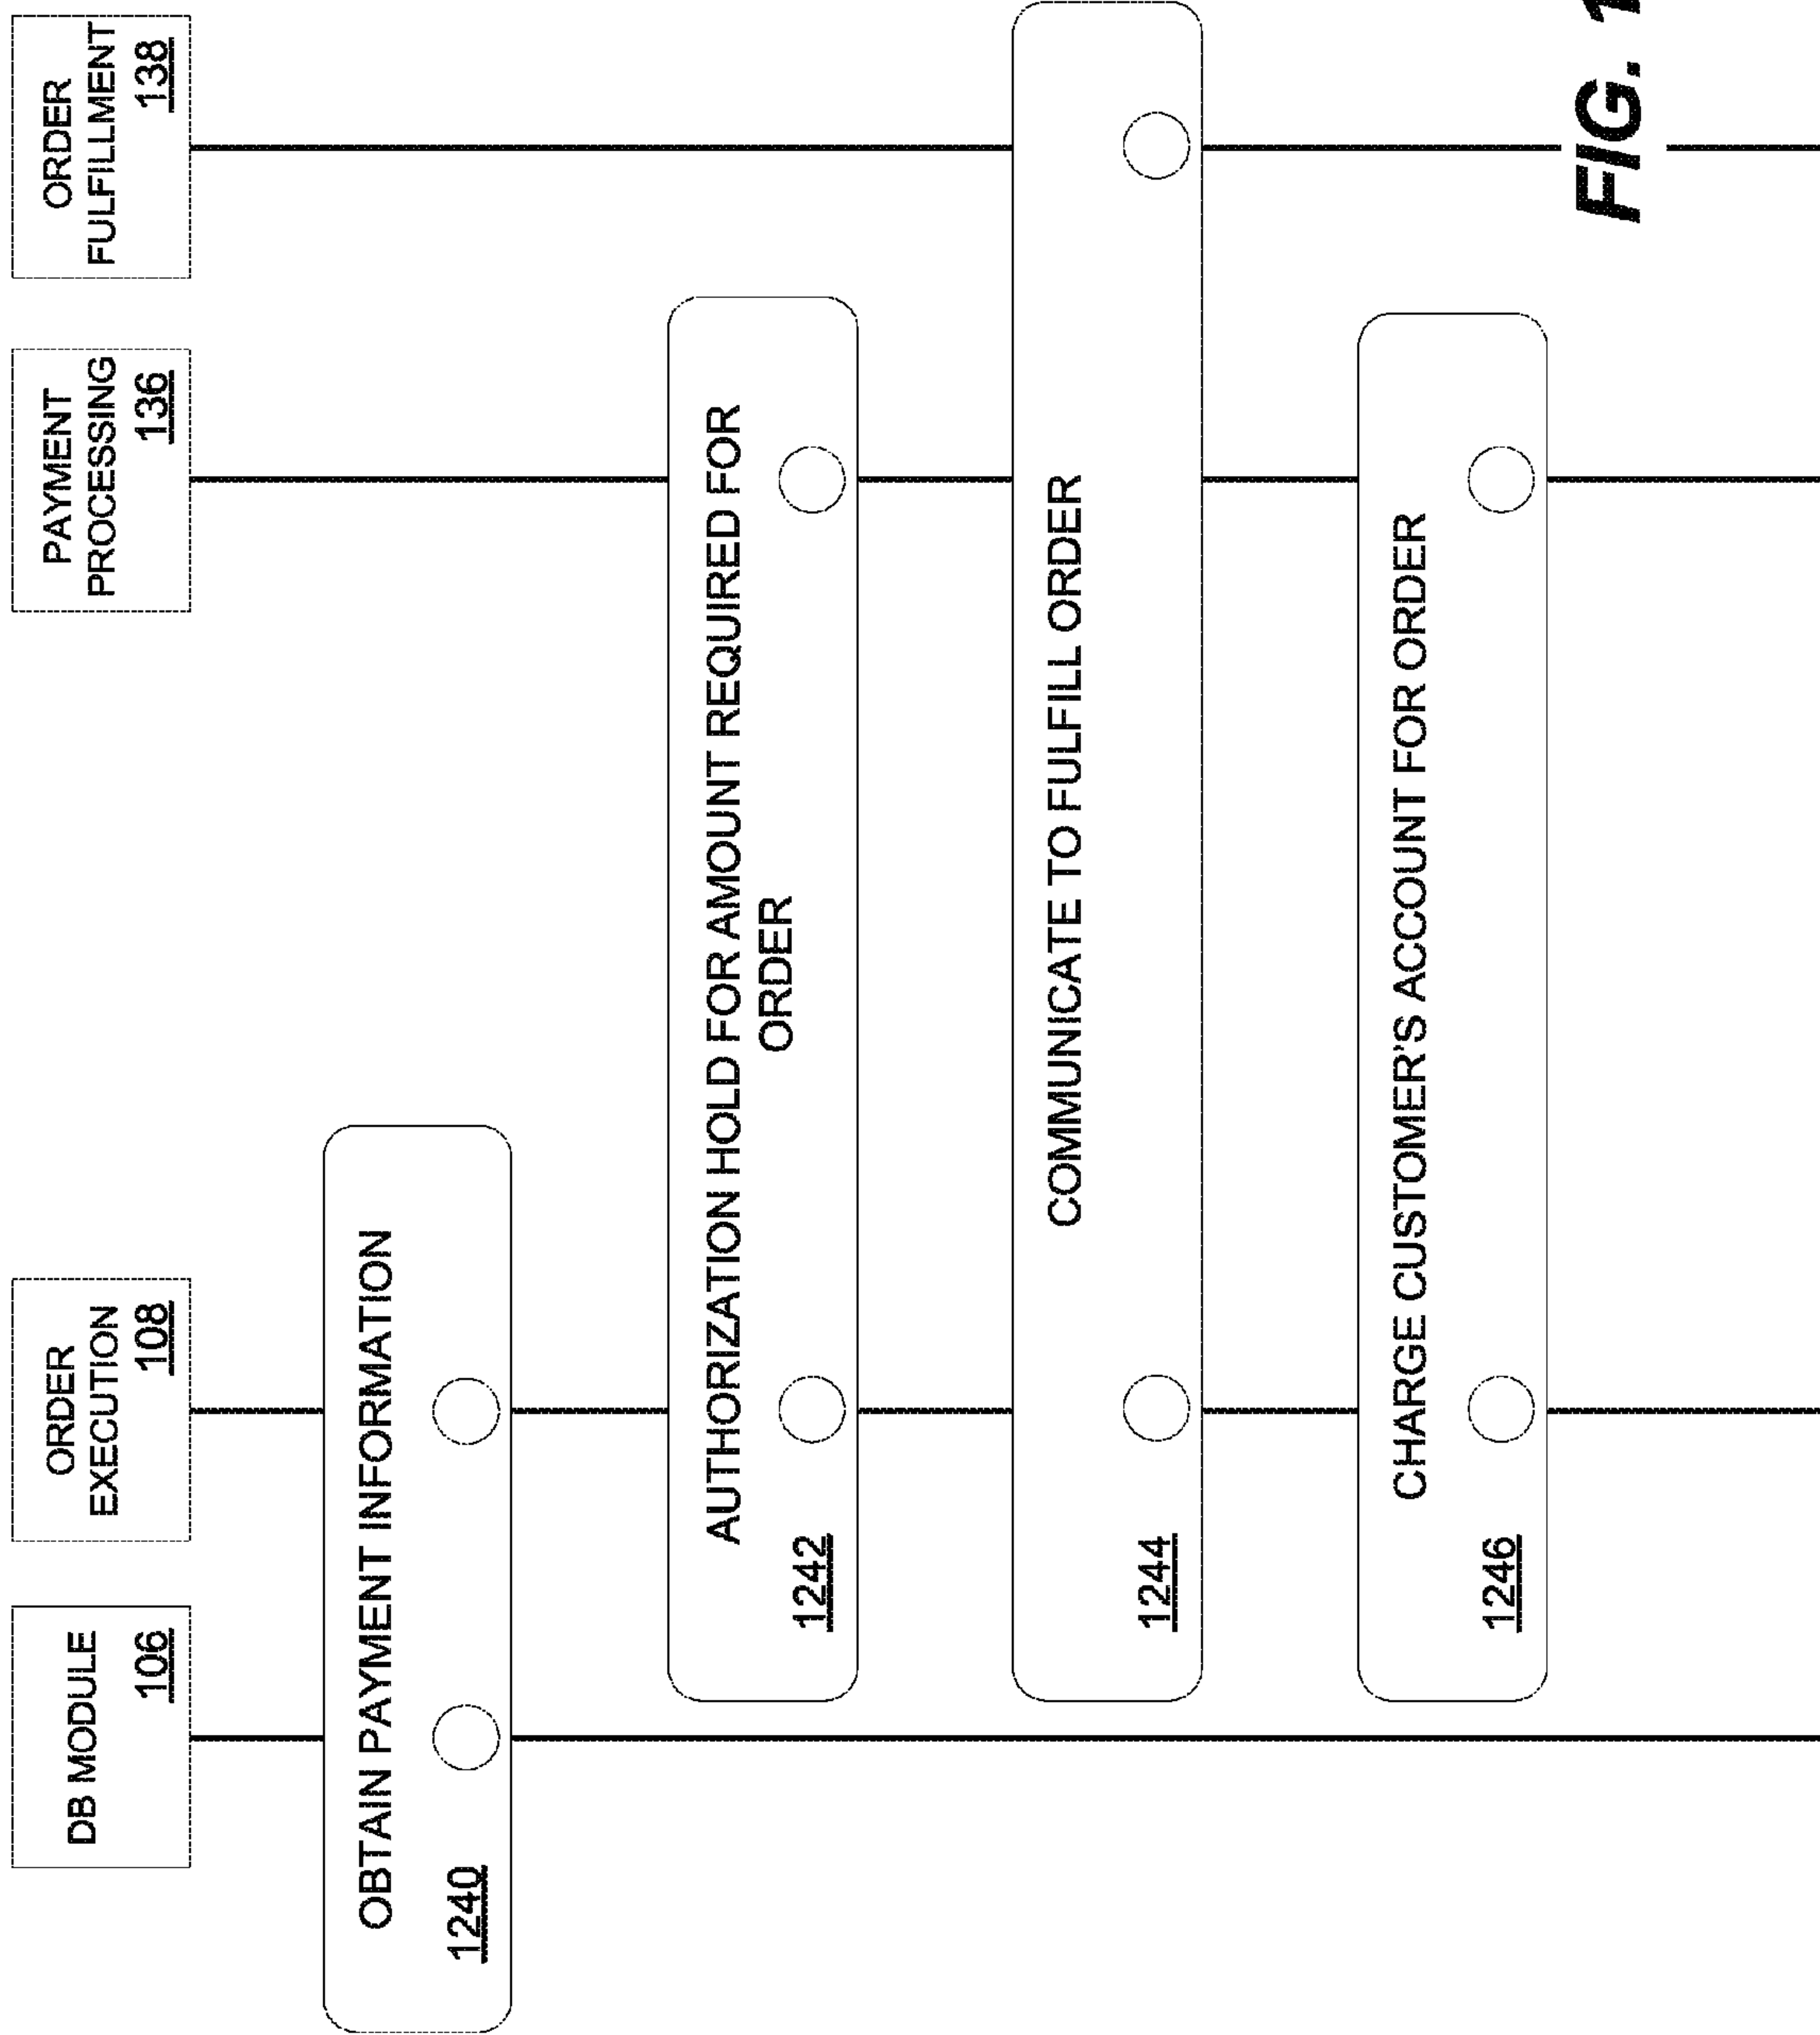 DB MODULE
106
ORDER
EXECUTION
108
PAYMENT
PROCESSING
136
ORDER
FULFILLMENT
138
OBTAIN PAYMENT INFORMATION
1240
AUTHORIZATION HOLD FOR AMOUNT REQUIRED FOR
ORDER
1242
COMMUNICATE TO FULFILL ORDER
1244
CHARGE CUSTOMER'S ACCOUNT FOR ORDER
1246
FIG.